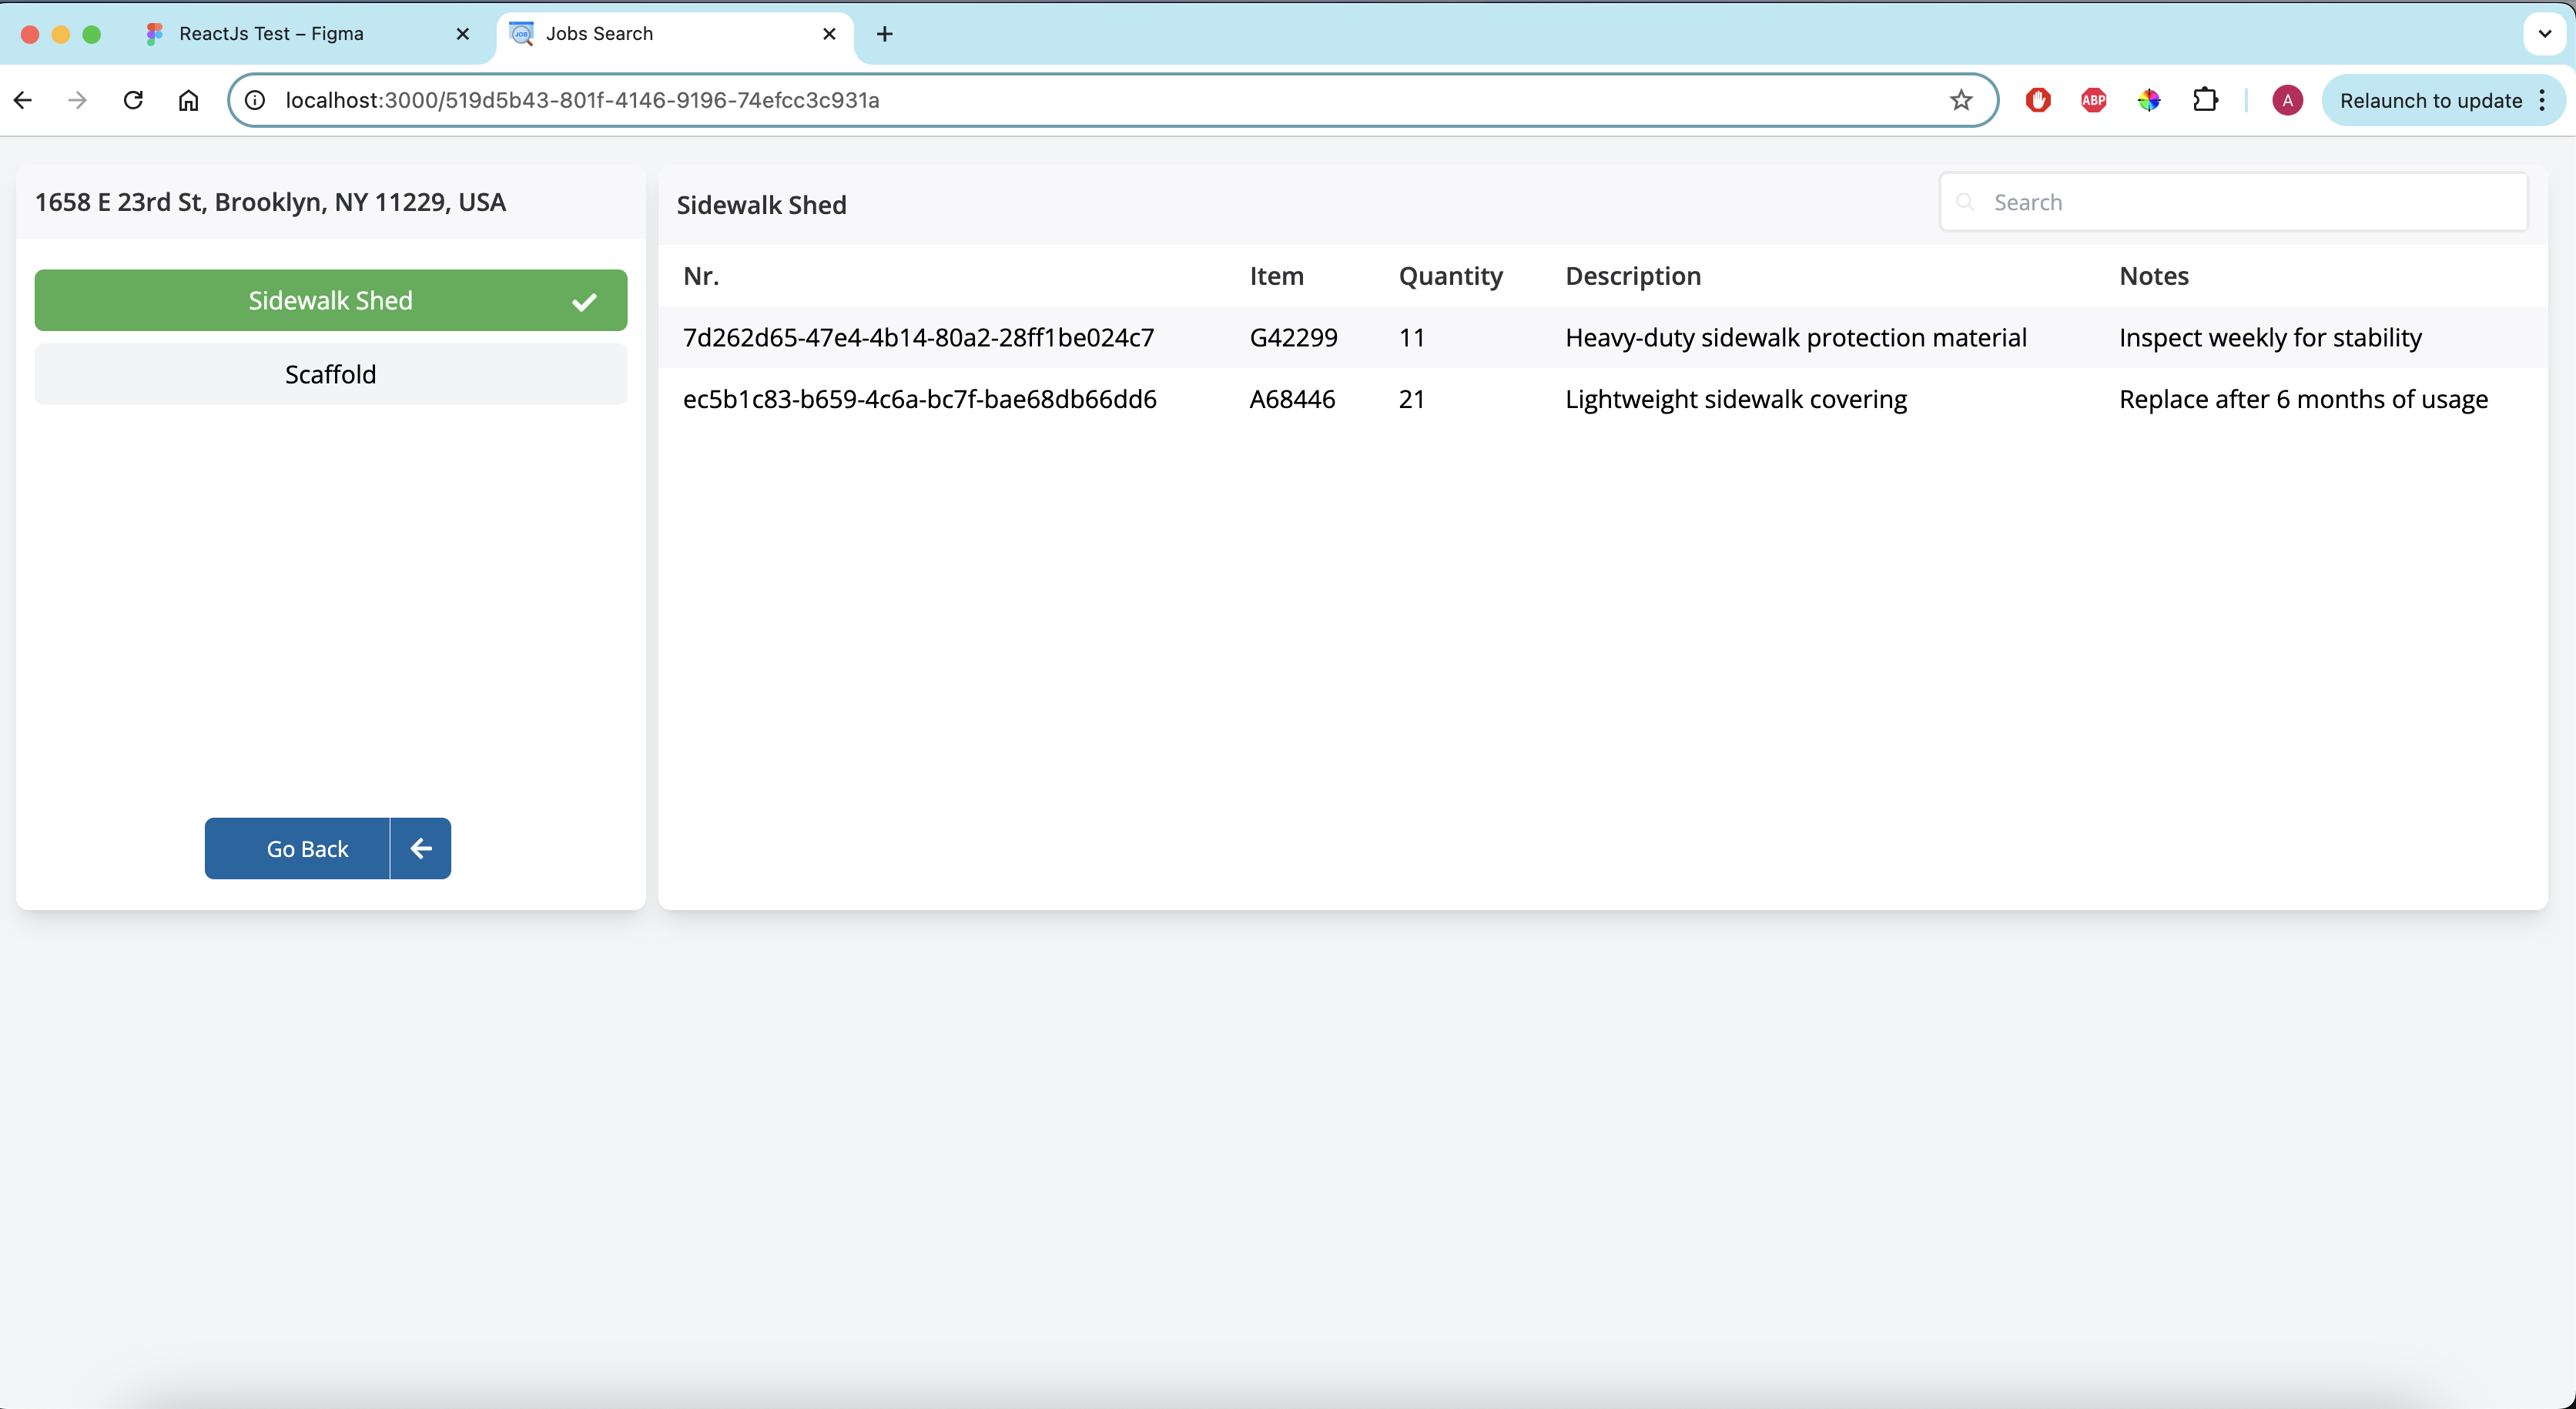 ReactJs Test – Figma
Jobs Search
localhost:3000/519d5b43-801f-4146-9196-74efcc3c931a
ABP
A
Relaunch to update
1658 E 23rd St, Brooklyn, NY 11229, USA
Sidewalk Shed
Scaffold
Go Back
Sidewalk Shed
Search
Nr. Item Quantity Description Notes
7d262d65-47e4-4b14-80a2-28ff1be024c7 G42299 11 Heavy-duty sidewalk protection material Inspect weekly for stability
ec5b1c83-b659-4c6a-bc7f-bae68db66dd6 A68446 21 Lightweight sidewalk covering Replace after 6 months of usage